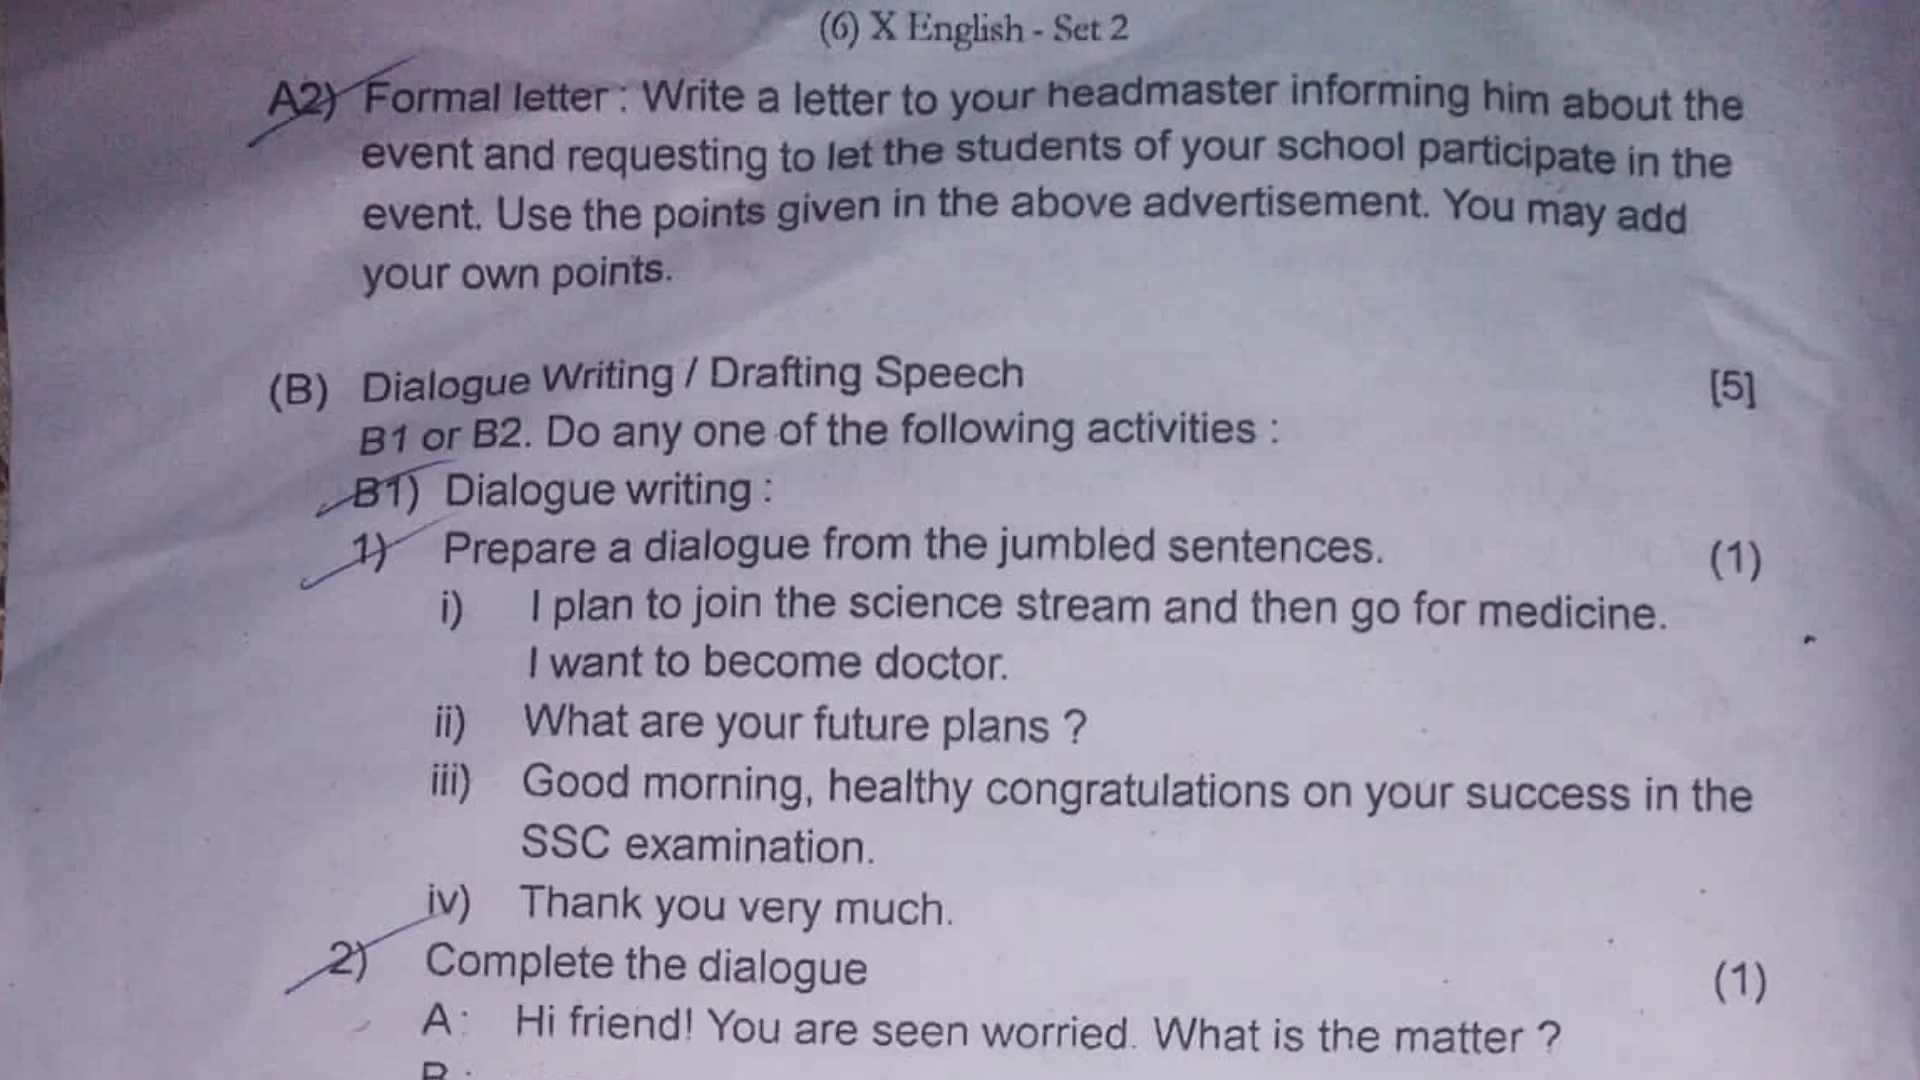 (6) X English - Set 2
A2) Formal letter : Write a letter to your headmaster informing him about the
event and requesting to let the students of your school participate in the
event. Use the points given in the above advertisement. You may add
your own points.
(B) Dialogue Writing / Drafting Speech [5]
B1 or B2. Do any one of the following activities :
B1) Dialogue writing :
1) Prepare a dialogue from the jumbled sentences. (1)
i) I plan to join the science stream and then go for medicine.
I want to become doctor.
ii) What are your future plans ?
iii) Good morning, healthy congratulations on your success in the
SSC examination.
iv) Thank you very much.
2) Complete the dialogue (1)
A: Hi friend! You are seen worried. What is the matter ?
B :